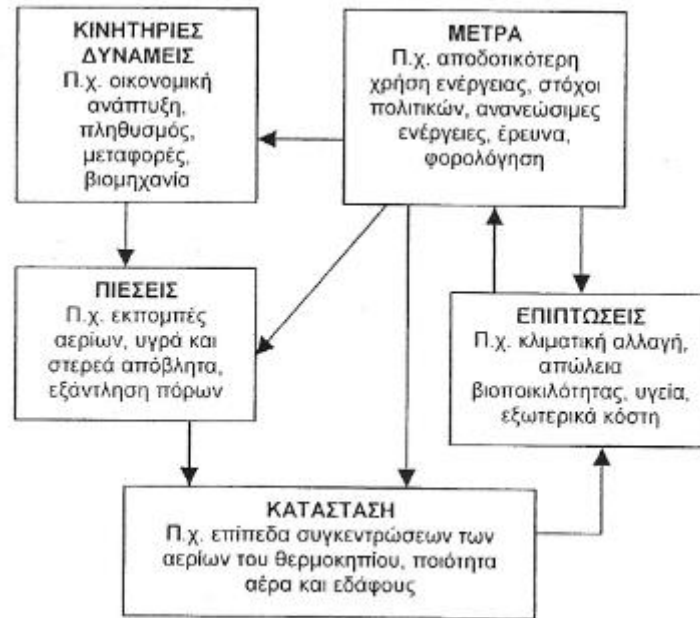 ΚΙΝΗΤΗΡΙΕΣ
ΔΥΝΑΜΕΙΣ
Π.χ. οικονομική
ανάπτυξη,
πληθυσμός,
μεταφορές,
βιομηχανία
ΜΕΤΡΑ
Π.χ. αποδοτικότερη
χρήση ενέργειας, στόχοι
πολιτικών, ανανεώσιμες
ενέργειες, έρευνα,
φορολόγηση
ΠΙΕΣΕΙΣ
Π.χ. εκπομπές
αερίων, υγρά και
στερεά απόβλητα,
εξάντληση πόρων
ΕΠΙΠΤΩΣΕΙΣ
Π.χ. κλιματική αλλαγή,
απώλεια
βιοποικιλότητας, υγεία,
εξωτερικά κόστη
ΚΑΤΑΣΤΑΣΗ
Π.χ. επίπεδα συγκεντρώσεων των
αερίων του θερμοκηπίου, ποιότητα
αέρα και εδάφους